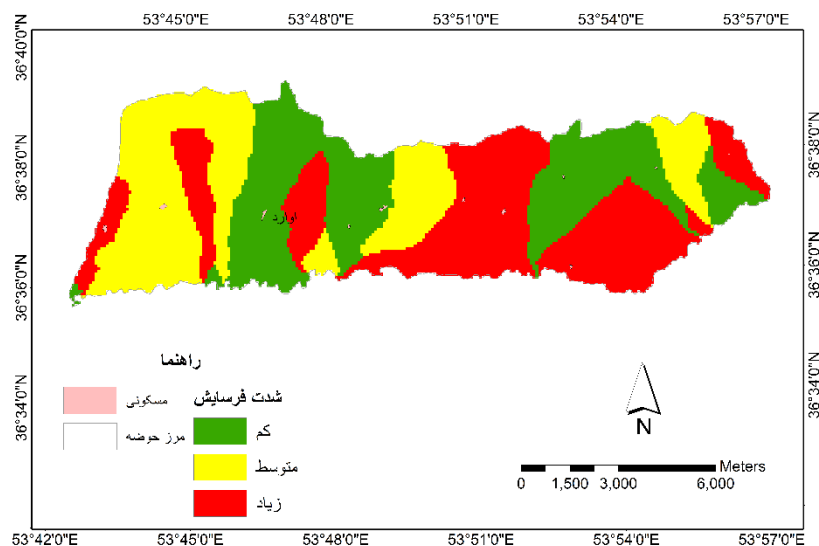 53°45'0"E 53°48'0"E 53°51'0"E 53°54'0"E 53°57'0"E
36°40'0"N
36°38'0"N 36°38'0"N
36°36'0"N 36°36'0"N
36°34'0"N 36°34'0"N
اوارد
راهنما
شدت فرسایش
مسکونی
مرز حوضه
کم
متوسط
زیاد
N
Meters
0 1,500 3,000 6,000
53°42'0"E 53°45'0"E 53°48'0"E 53°51'0"E 53°54'0"E 53°57'0"E